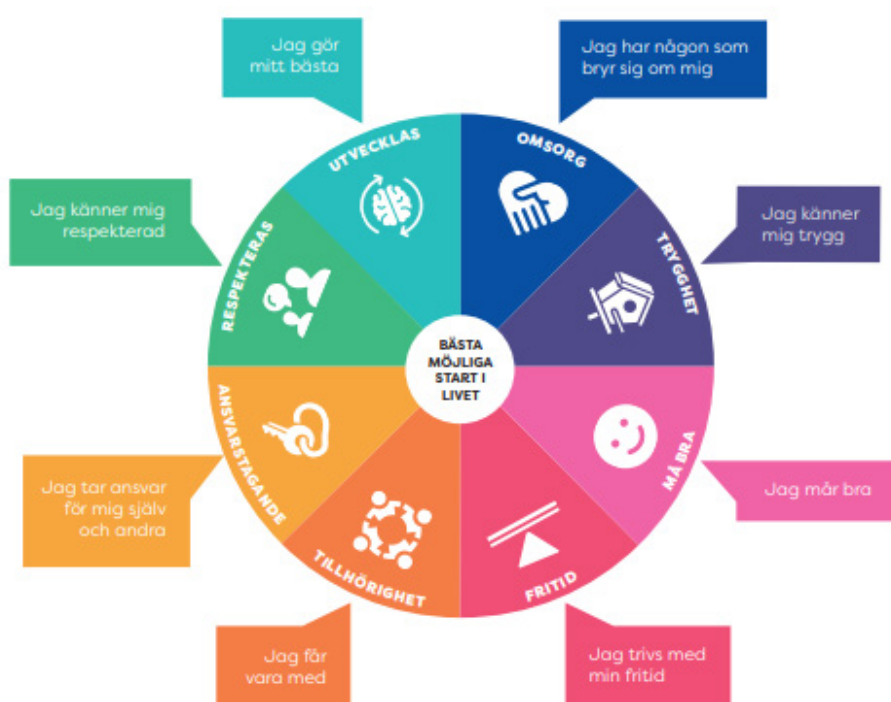 Jag gör
mitt bästa
Jag har någon som
bryr sig om mig
UTVECKLAS
OMSORG
Jag känner mig
respekterad
Jag känner
mig trygg
RESPEKTERAS
TRYGGHET
BÄSTA
MÖJLIGA
START I
LIVET
ANSVARSTAGANDE
MÅ BRA
Jag tar ansvar
för mig själv
och andra
Jag mår bra
TILLHÖRIGHET
FRITID
Jag får
vara med
Jag trivs med
min fritid